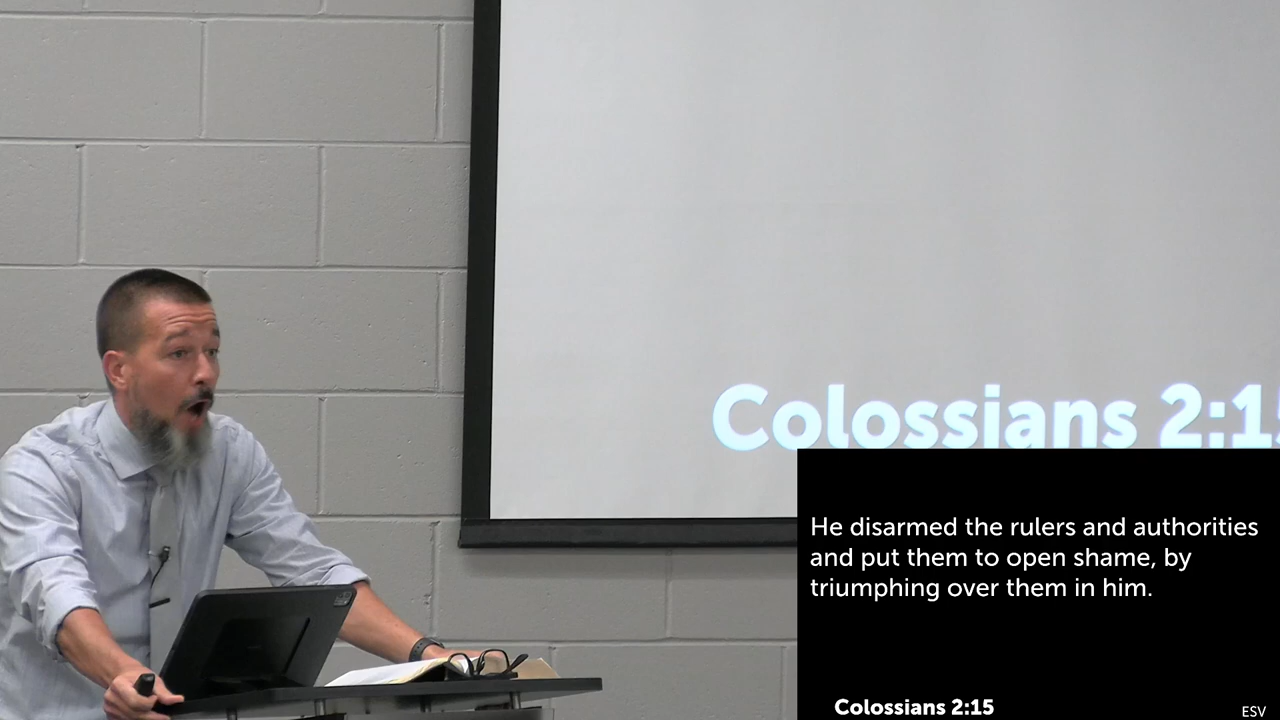 Colossians 2:1
He disarmed the rulers and authorities
and put them to open shame, by
triumphing over them in him.
Colossians 2:15
ESV